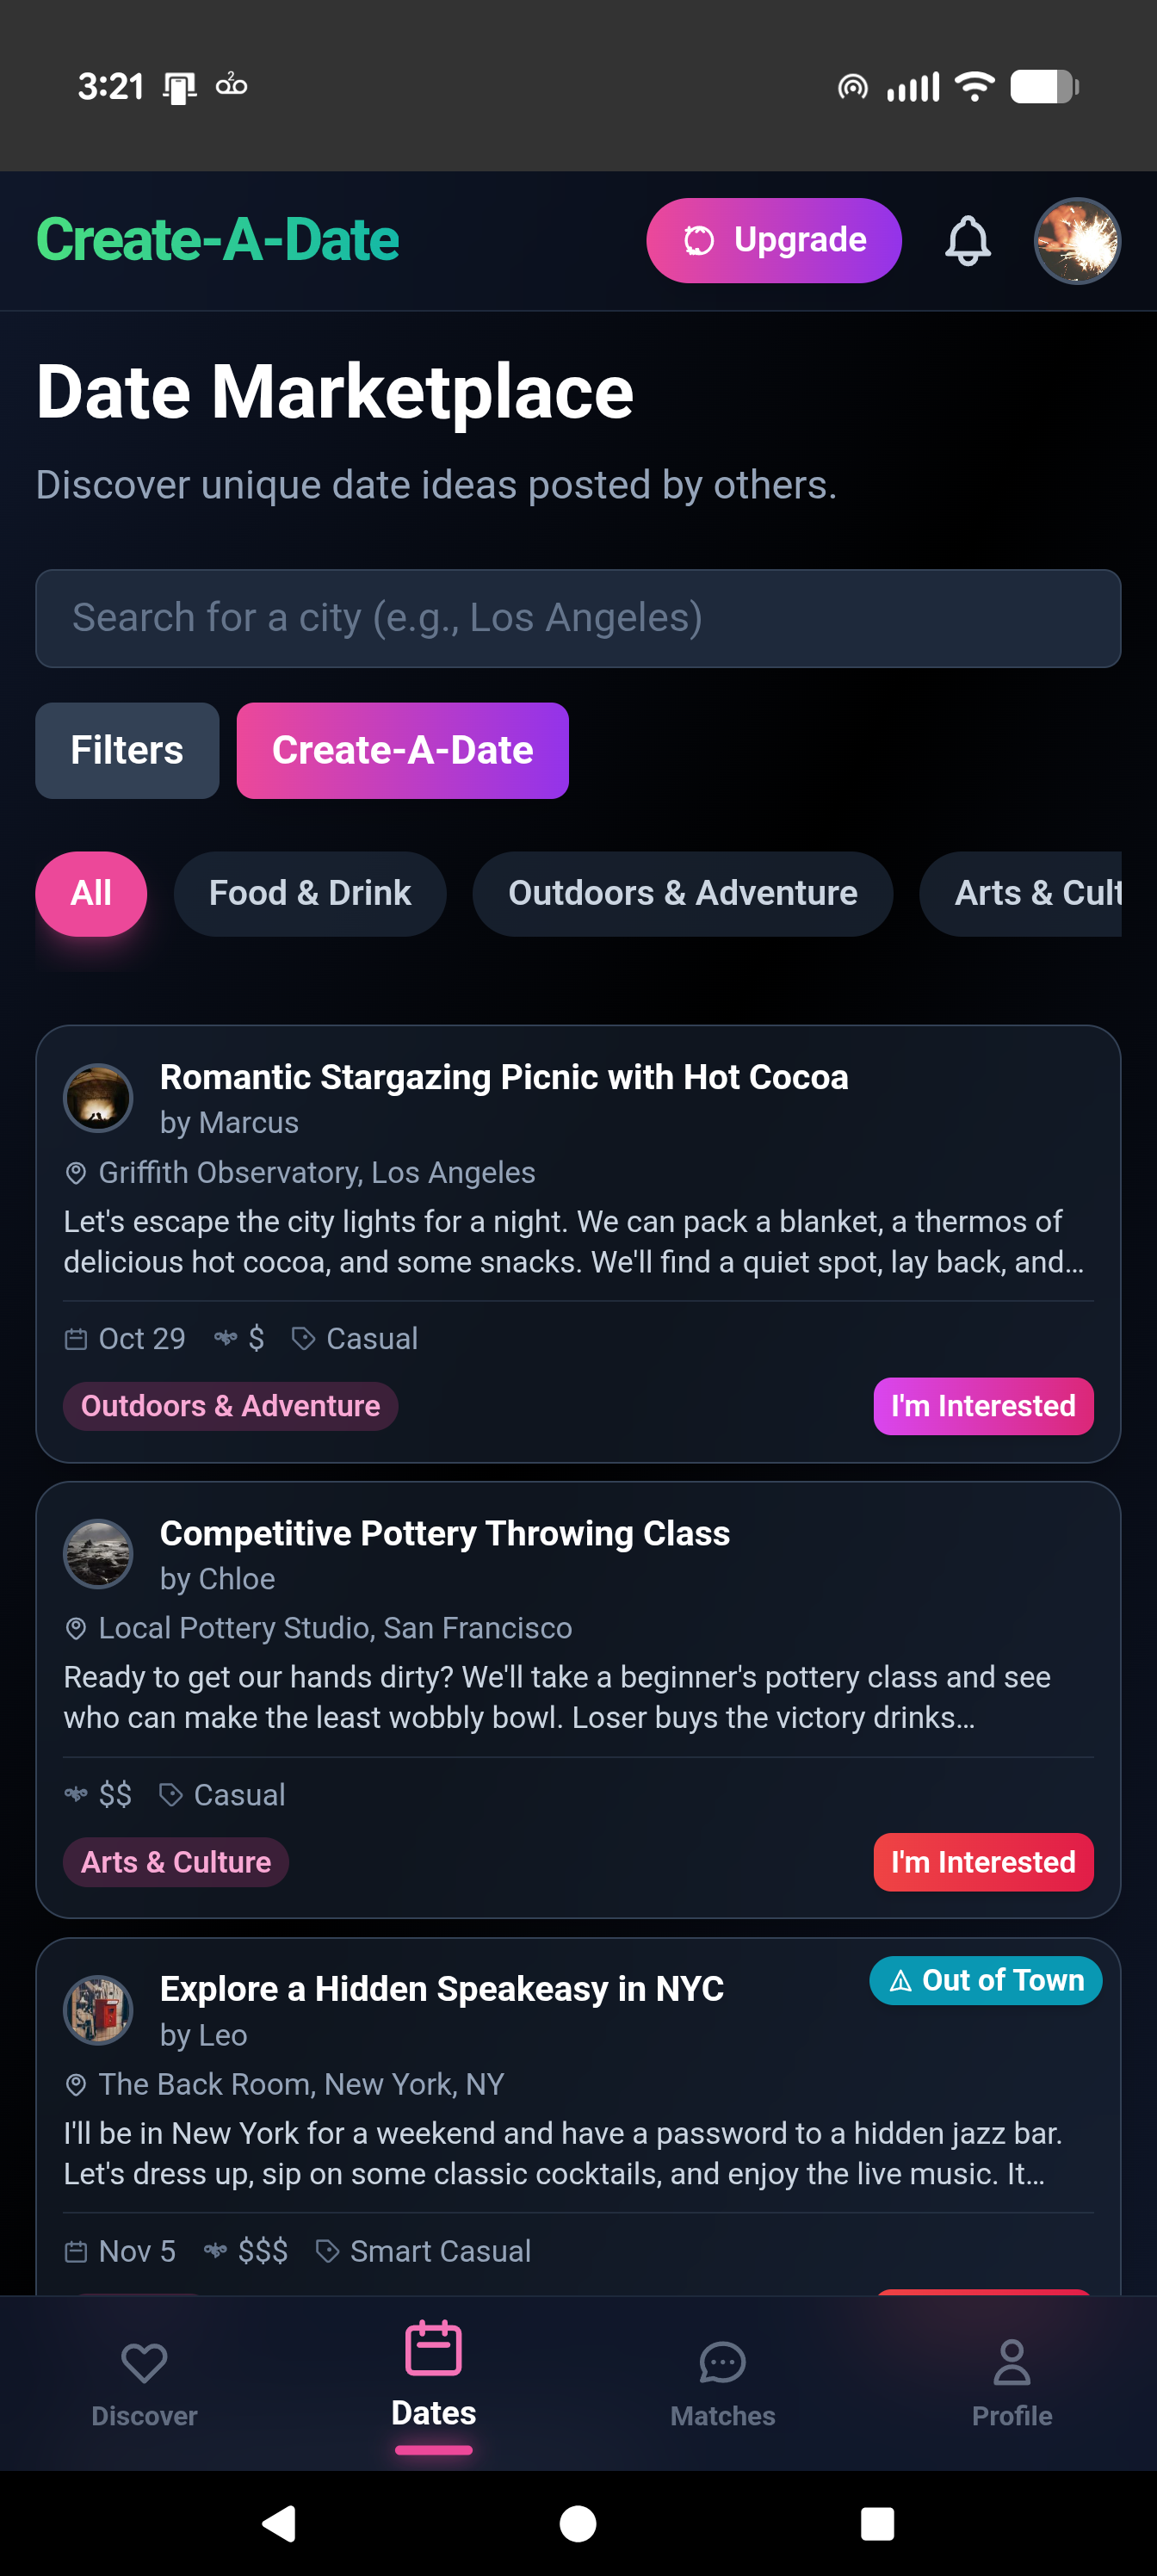 3:21
Create-A-Date
Upgrade
Date Marketplace
Discover unique date ideas posted by others.
Search for a city (e.g., Los Angeles)
Filters
Create-A-Date
All
Food & Drink
Outdoors & Adventure
Arts & Cult
Romantic Stargazing Picnic with Hot Cocoa
by Marcus
Griffith Observatory, Los Angeles
Let's escape the city lights for a night. We can pack a blanket, a thermos of
delicious hot cocoa, and some snacks. We'll find a quiet spot, lay back, and...
Oct 29 $ Casual
Outdoors & Adventure
I'm Interested
Competitive Pottery Throwing Class
by Chloe
Local Pottery Studio, San Francisco
Ready to get our hands dirty? We'll take a beginner's pottery class and see
who can make the least wobbly bowl. Loser buys the victory drinks...
$$ Casual
Arts & Culture
I'm Interested
Explore a Hidden Speakeasy in NYC
Out of Town
by Leo
The Back Room, New York, NY
I'll be in New York for a weekend and have a password to a hidden jazz bar.
Let's dress up, sip on some classic cocktails, and enjoy the live music. It...
Nov 5 $$$ Smart Casual
Discover
Dates
Matches
Profile